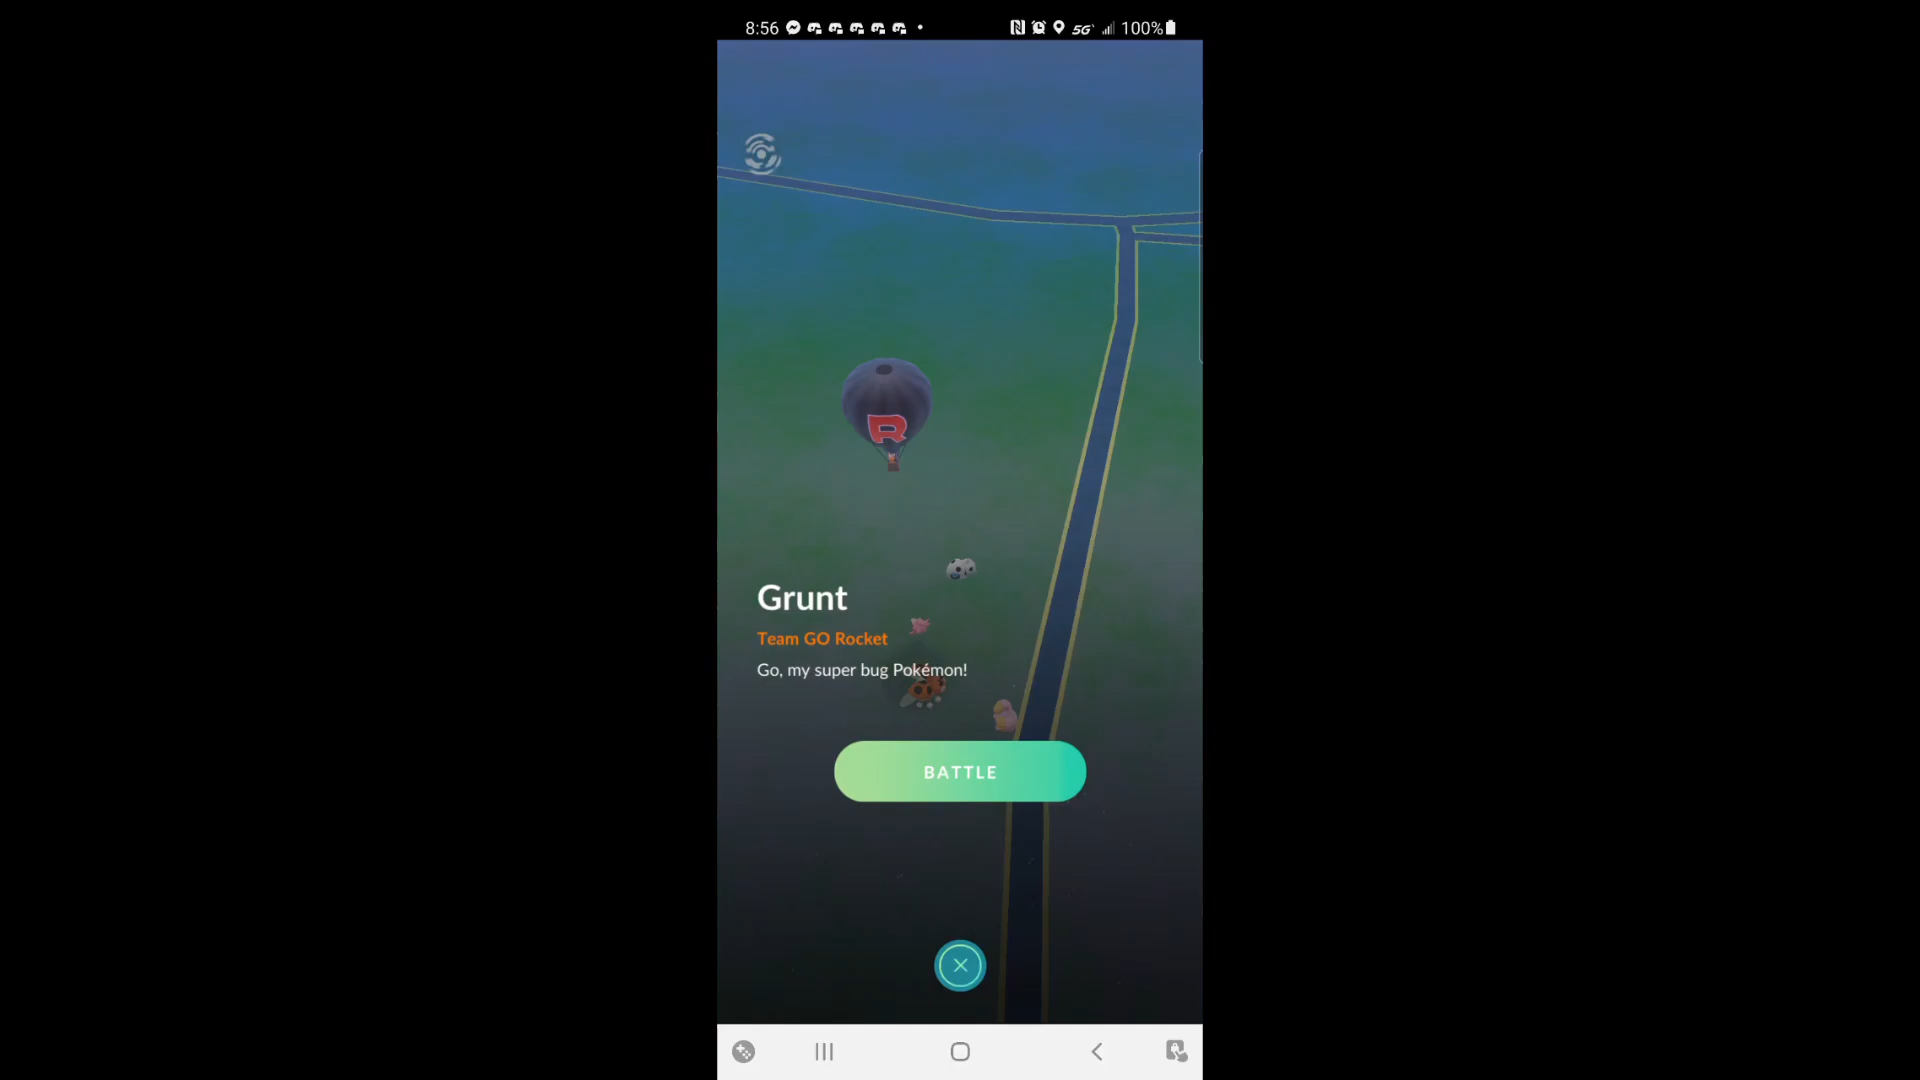 8:56 5G 100%
R
Grunt
Team GO Rocket
Go, my super bug Pokémon!
BATTLE